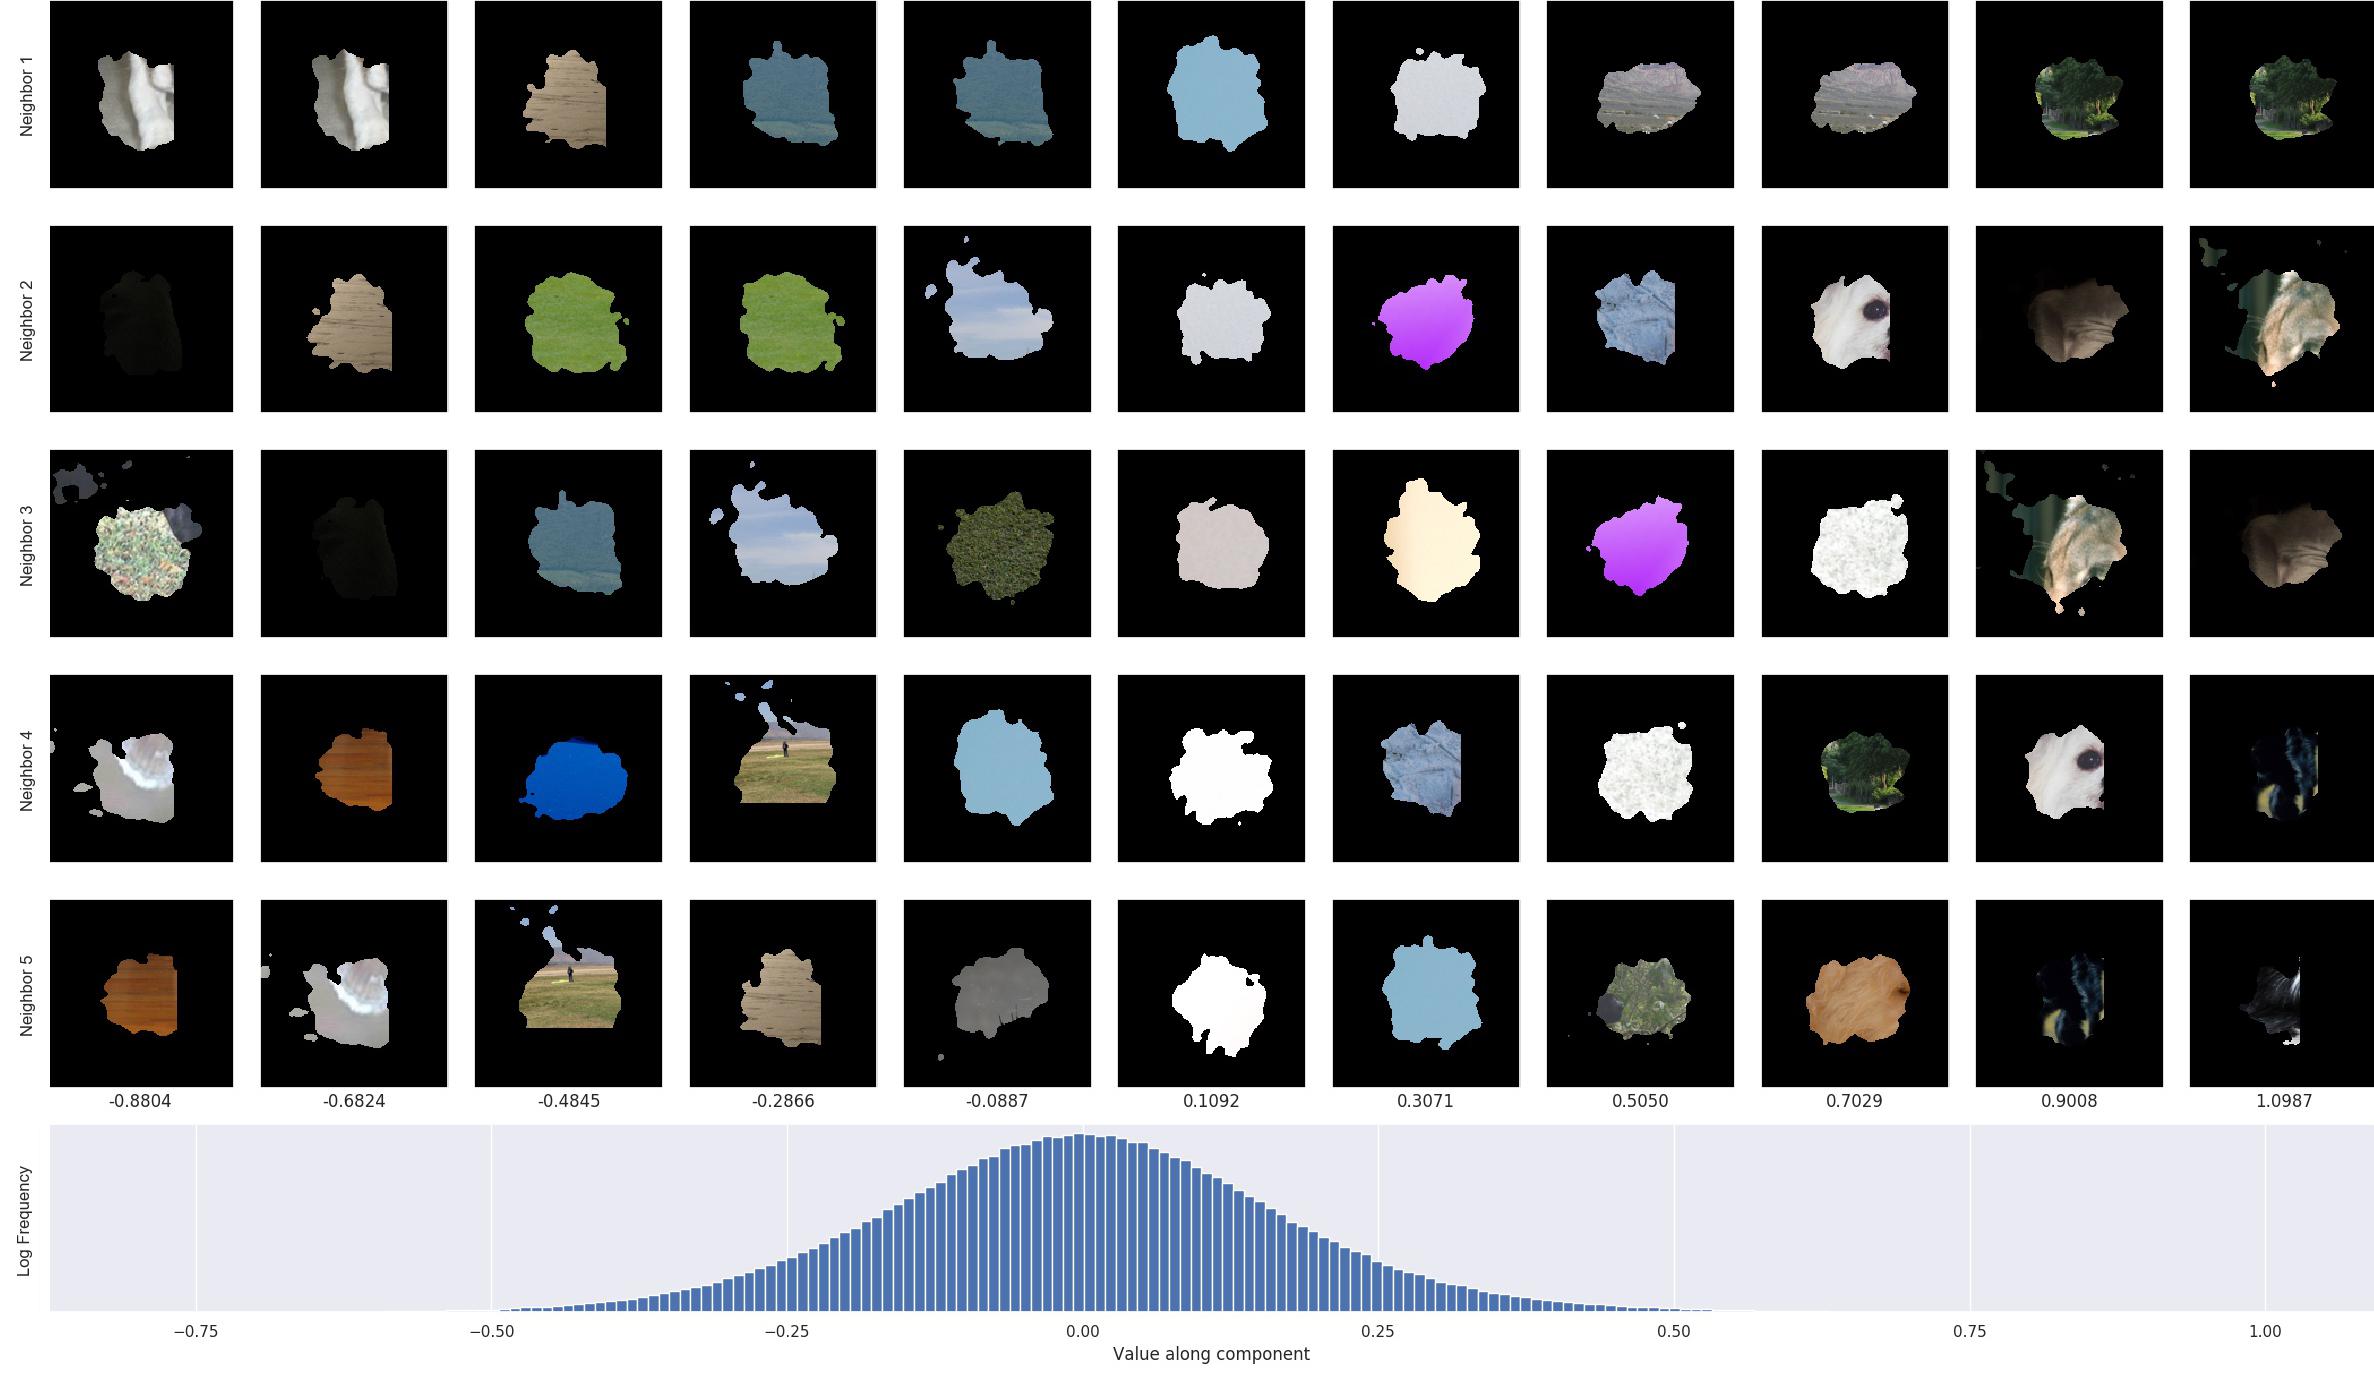 Neighbor 1
Neighbor 2
Neighbor 3
Neighbor 4
Neighbor 5
-0.8804 -0.6824 -0.4845 -0.2866 -0.0887 0.1092 0.3071 0.5050 0.7029 0.9008 1.0987
Log Frequency
−0.75 −0.50 −0.25 0.00 0.25 0.50 0.75 1.00
Value along component